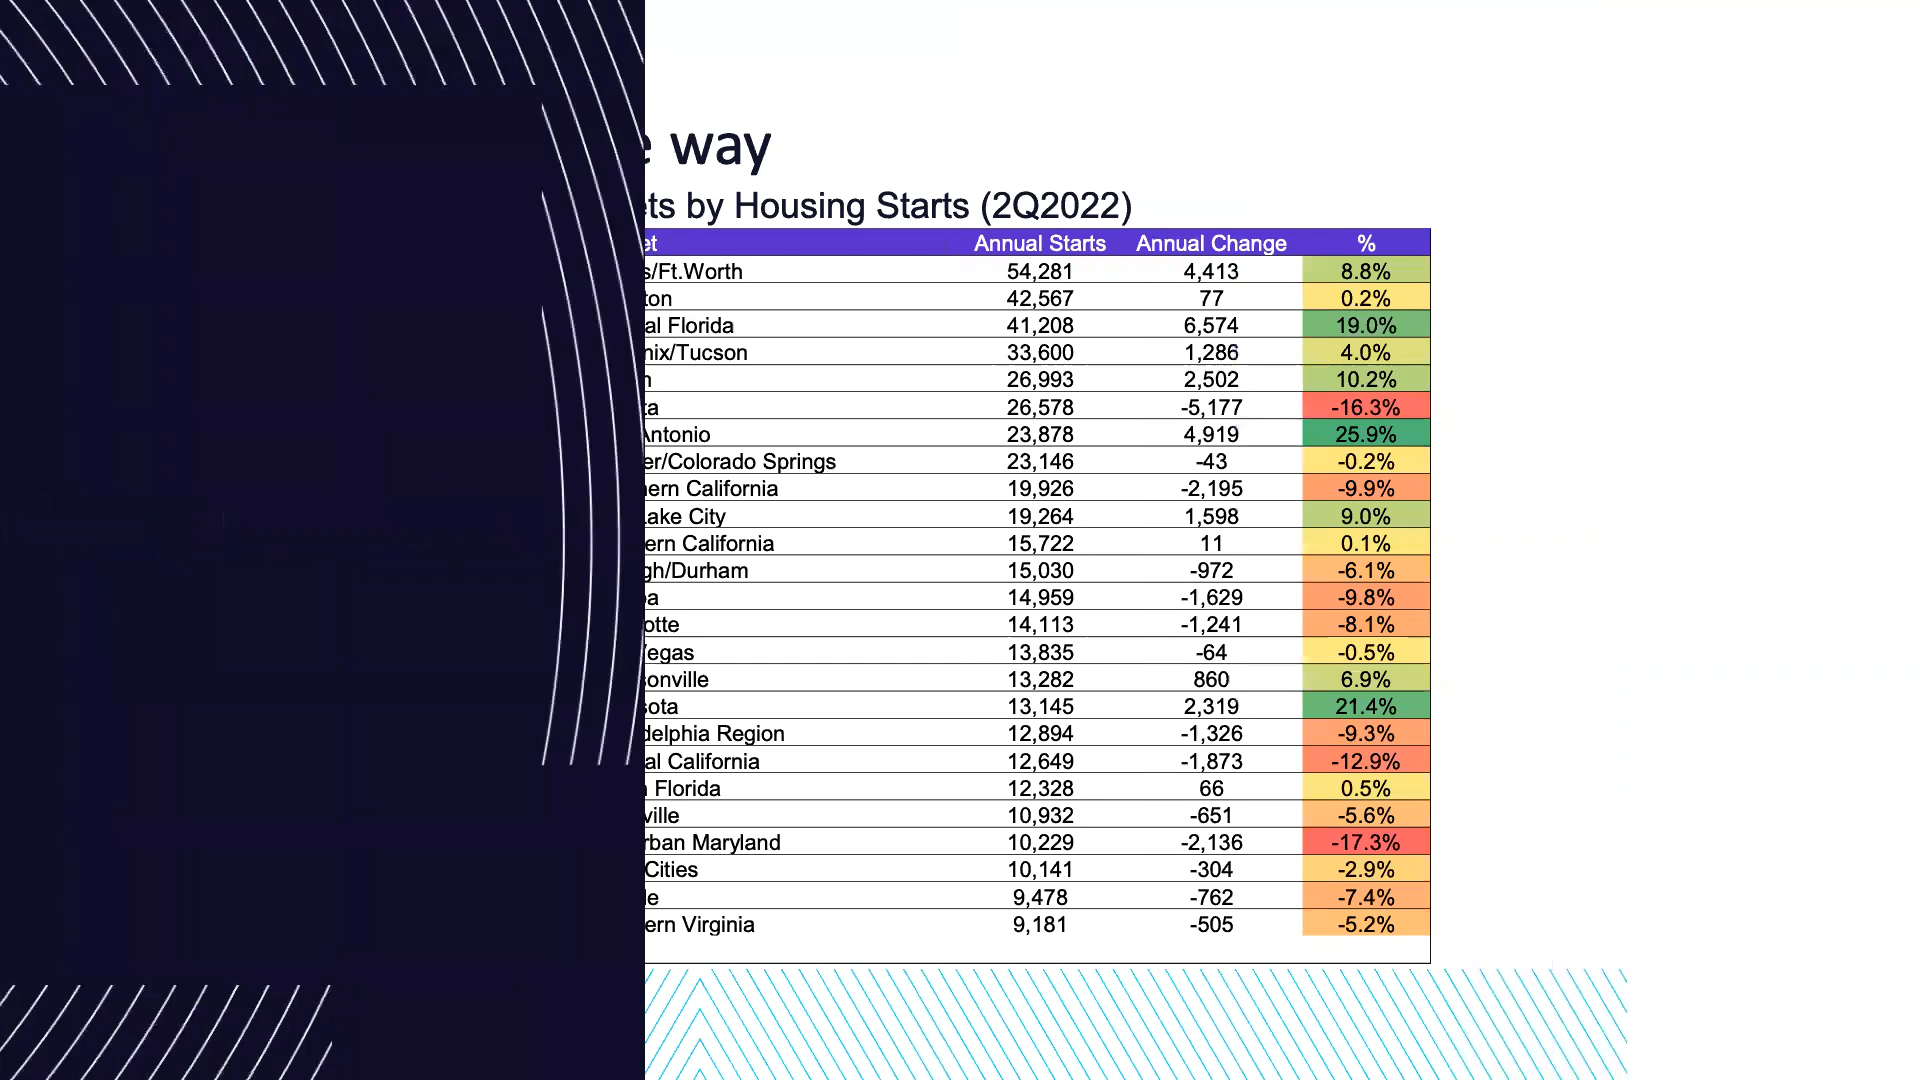 way
by Housing Starts (2Q2022)
Annual Starts Annual Change %
s/Ft.Worth 54,281 4,413 8.8%
ton 42,567 77 0.2%
al Florida 41,208 6,574 19.0%
nix/Tucson 33,600 1,286 4.0%
26,993 2,502 10.2%
ta 26,578 -5,177 -16.3%
Antonio 23,878 4,919 25.9%
er/Colorado Springs 23,146 -43 -0.2%
ern California 19,926 -2,195 -9.9%
Lake City 19,264 1,598 9.0%
ern California 15,722 11 0.1%
gh/Durham 15,030 -972 -6.1%
a 14,959 -1,629 -9.8%
otte 14,113 -1,241 -8.1%
Vegas 13,835 -64 -0.5%
sonville 13,282 860 6.9%
sota 13,145 2,319 21.4%
delphia Region 12,894 -1,326 -9.3%
al California 12,649 -1,873 -12.9%
Florida 12,328 66 0.5%
ville 10,932 -651 -5.6%
rban Maryland 10,229 -2,136 -17.3%
Cities 10,141 -304 -2.9%
le 9,478 -762 -7.4%
ern Virginia 9,181 -505 -5.2%